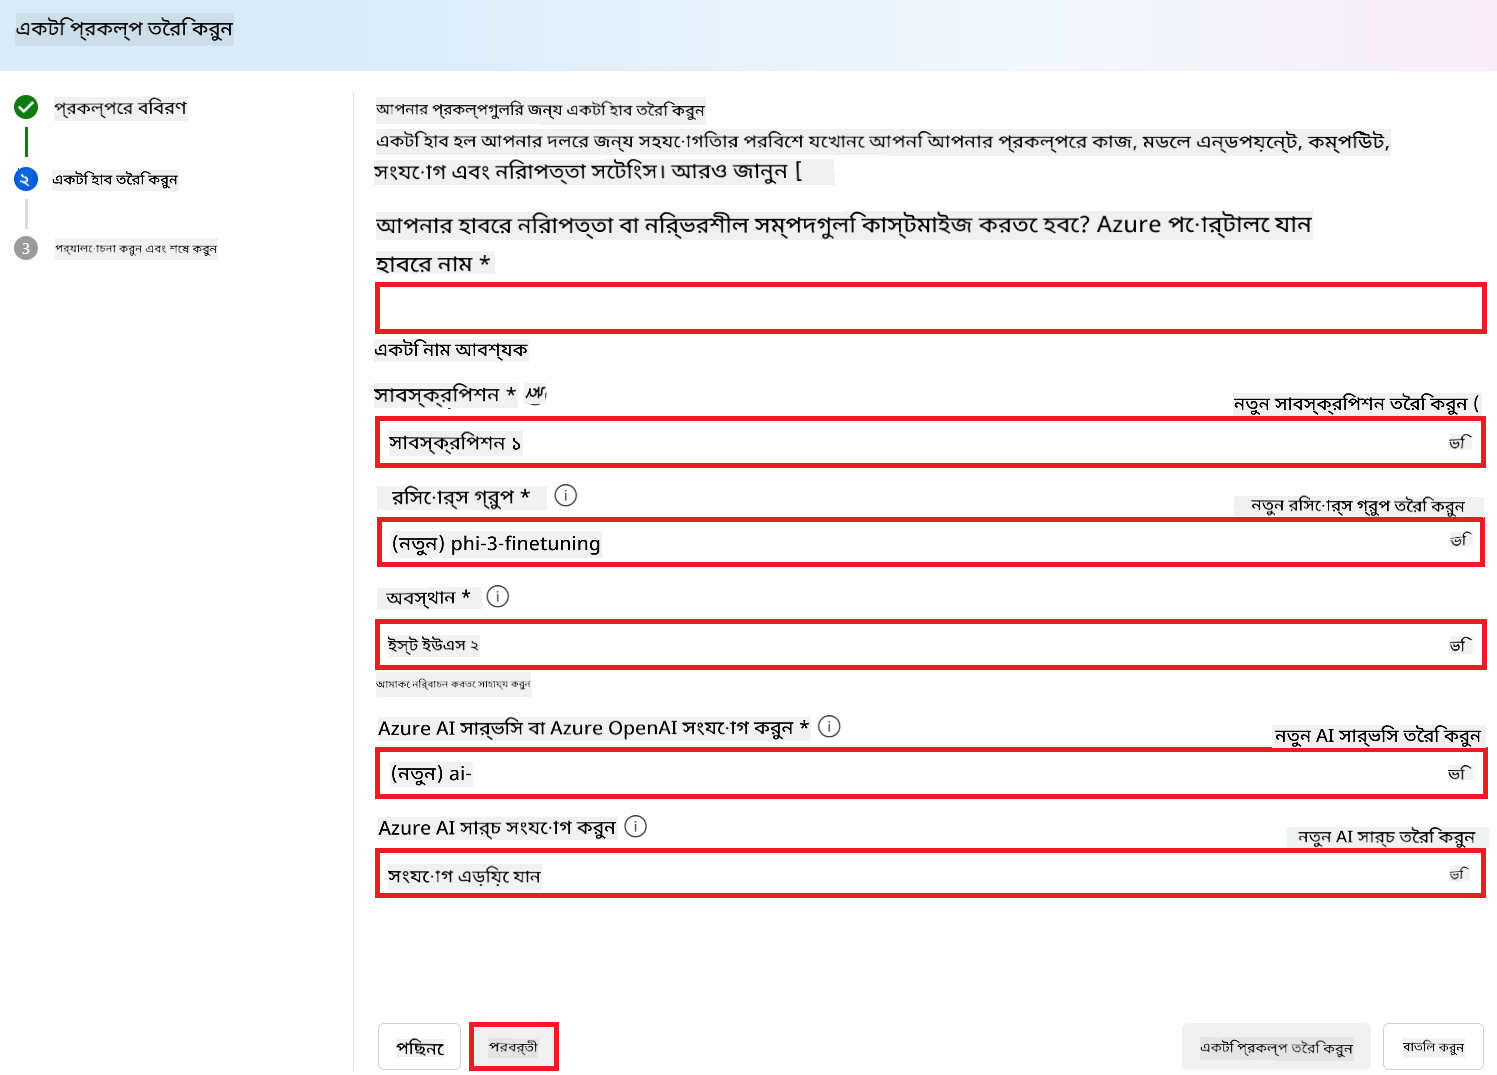 একটি প্রকল্প তৈরি করুন
প্রকল্পের বিবরণ
২ একটি হাব তৈরি করুন
3 পর্যালোচনা করুন এবং শেষ করুন
আপনার প্রকল্পগুলির জন্য একটি হাব তৈরি করুন
একটি হাব হল আপনার দলের জন্য সহযোগিতার পরিবেশ যেখানে আপনি আপনার প্রকল্পের কাজ, মডেল এন্ডপয়েন্ট, কম্পিউট,
সংযোগ এবং নিরাপত্তা সেটিংস। আরও জানুন [
আপনার হাবের নিরাপত্তা বা নির্ভরশীল সম্পদগুলি কাস্টমাইজ করতে হবে? Azure পোর্টালে যান
হাবের নাম *
একটি নাম আবশ্যক
সাবস্ক্রিপশন *
নতুন সাবস্ক্রিপশন তৈরি করুন (
সাবস্ক্রিপশন ১
ভি
রিসোর্স গ্রুপ *
নতুন রিসোর্স গ্রুপ তৈরি করুন
(নতুন) phi-3-finetuning
ভি
অবস্থান *
ইস্ট ইউএস ২
ভি
আমাকে নির্বাচন করতে সাহায্য করুন
Azure AI সার্ভিস বা Azure OpenAI সংযোগ করুন *
নতুন AI সার্ভিস তৈরি করুন
(নতুন) ai-
ভি
Azure AI সার্চ সংযোগ করুন
নতুন AI সার্চ তৈরি করুন
সংযোগ এড়িয়ে যান
ভি
পিছনে
পরবর্তী
একটি প্রকল্প তৈরি করুন
বাতিল করুন